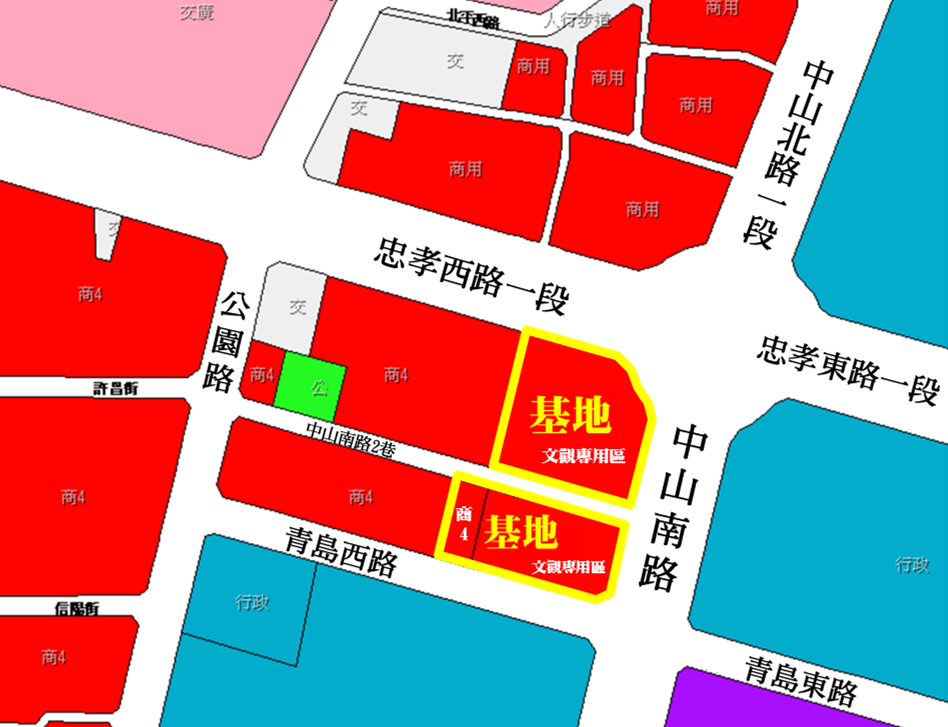 交廣
北平西路
人行步道
商用
交
商用
商用
商用
交
商用
商用
中山北路一段
交
商4
忠孝西路一段
公園路
交
商4
商4
公
忠孝東路一段
許昌街
基地
文觀專用區
中山南路
中山南路2巷
商4
商4
商4
基地
文觀專用區
青島西路
行政
行政
信陽街
商4
青島東路